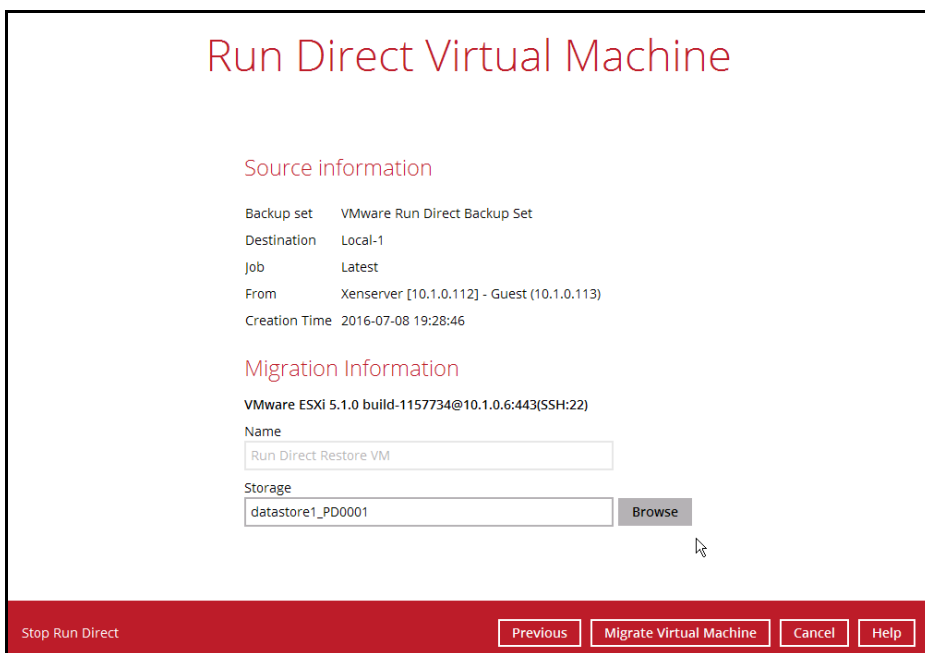 Run Direct Virtual Machine
Source information
Backup set VMware Run Direct Backup Set
Destination Local-1
Job Latest
From Xenserver [10.1.0.112] - Guest (10.1.0.113)
Creation Time 2016-07-08 19:28:46
Migration Information
VMware ESXi 5.1.0 build-1157734@10.1.0.6:443(SSH:22)
Name
Run Direct Restore VM
Storage
datastore1_PD0001 Browse
Stop Run Direct Previous Migrate Virtual Machine Cancel Help